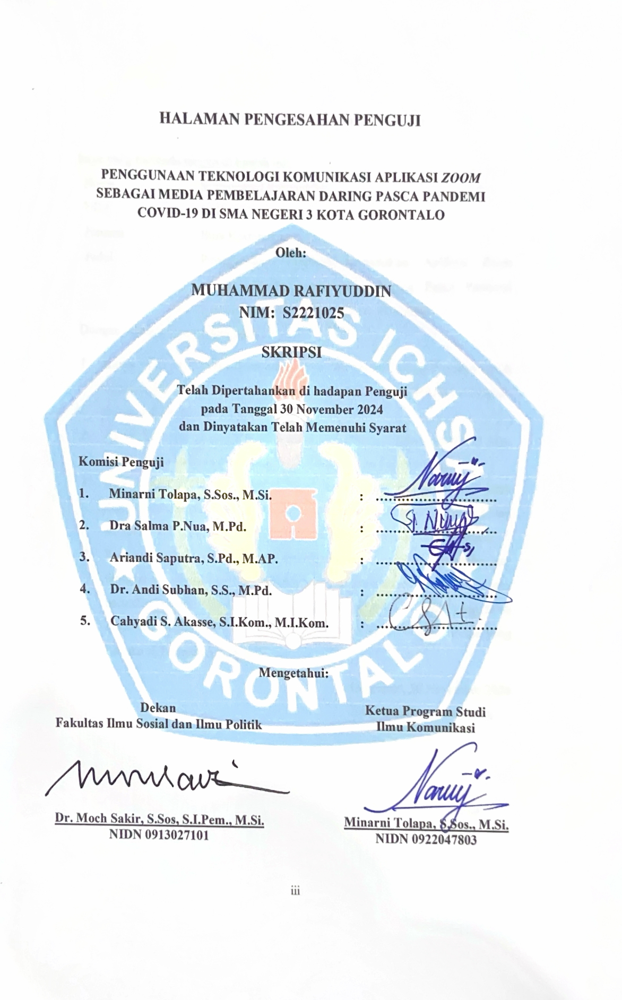 HALAMAN PENGESAHAN PENGUJI
PENGGUNAAN TEKNOLOGI KOMUNIKASI APLIKASI ZOOM
SEBAGAI MEDIA PEMBELAJARAN DARING PASCA PANDEMI
COVID-19 DI SMA NEGERI 3 KOTA GORONTALO
Oleh:
MUHAMMAD RAFIYUDDIN
NIM: S2221025
UNIVERSITAS ICHSAN
GORONTALO
SKRIPSI
Telah Dipertahankan di hadapan Penguji
pada Tanggal 30 November 2024
dan Dinyatakan Telah Memenuhi Syarat
Komisi Penguji
1. Minarni Tolapa, S.Sos., M.Si. : ..................................
2. Dra Salma P.Nua, M.Pd. : ..................................
3. Ariandi Saputra, S.Pd., M.AP. : ..................................
4. Dr. Andi Subhan, S.S., M.Pd. : ..................................
5. Cahyadi S. Akasse, S.I.Kom., M.I.Kom. : ..................................
Mengetahui:
Dekan
Fakultas Ilmu Sosial dan Ilmu Politik
Ketua Program Studi
Ilmu Komunikasi
Dr. Moch Sakir, S.Sos, S.I.Pem., M.Si.
NIDN 0913027101
Minarni Tolapa, S.Sos., M.Si.
NIDN 0922047803
iii